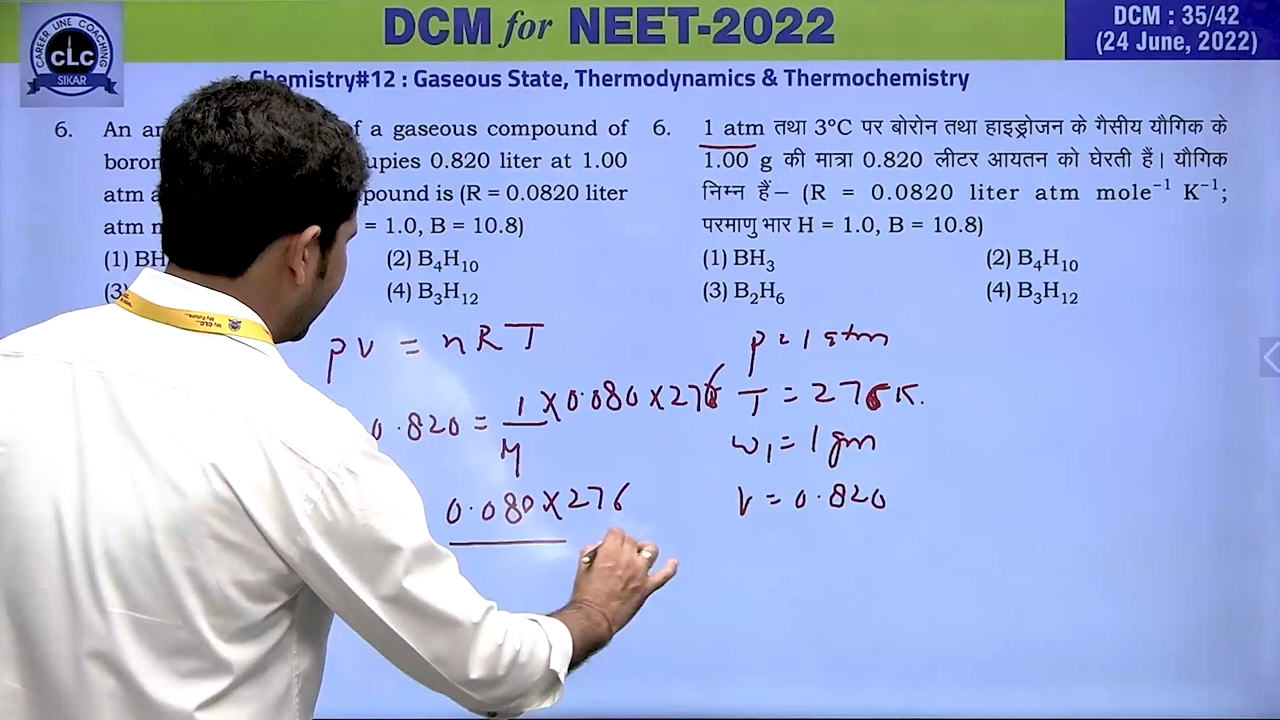 DCM for NEET-2022
DCM : 35/42
(24 June, 2022)
CAREER LINE COACHING
CLC
SIKAR
Chemistry#12 : Gaseous State, Thermodynamics & Thermochemistry
6. An f a gaseous compound of
boron upies 0.820 liter at 1.00
atm pound is (R = 0.0820 liter
atm = 1.0, B = 10.8)
(1) BH (2) B₄H₁₀
(3) (4) B₃H₁₂
6. 1 atm तथा 3°C पर बोरोन तथा हाइड्रोजन के गैसीय यौगिक के
1.00 g की मात्रा 0.820 लीटर आयतन को घेरती हैं। यौगिक
निम्न हैं– (R = 0.0820 liter atm mole⁻¹ K⁻¹;
परमाणु भार H = 1.0, B = 10.8)
(1) BH₃ (2) B₄H₁₀
(3) B₂H₆ (4) B₃H₁₂
PV = nRT
0.820 = 1/M × 0.080 × 276
0.080 × 276
P = 1 atm
T = 276 K.
w₁ = 1 gm
V = 0.820
My CLC..